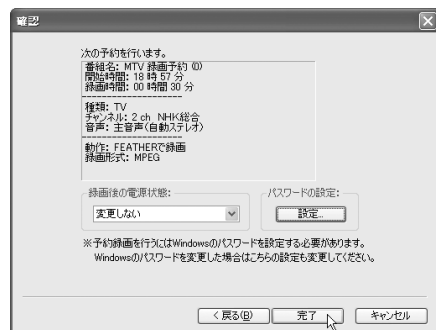 確認
次の予約を行います。
番組名: MTV 録画予約 (0)
開始時間: 18 時 57 分
録画時間: 00 時間 30 分
--------------------
種類: TV
チャンネル: 2 ch NHK総合
音声: 主音声(自動ステレオ)
--------------------
動作: FEATHERで録画
録画形式: MPEG
録画後の電源状態:
変更しない
パスワードの設定:
設定...
※予約録画を行うにはWindowsのパスワードを設定する必要があります。
Windowsのパスワードを変更した場合はこちらの設定も変更してください。
< 戻る(B)
完了
キャンセル